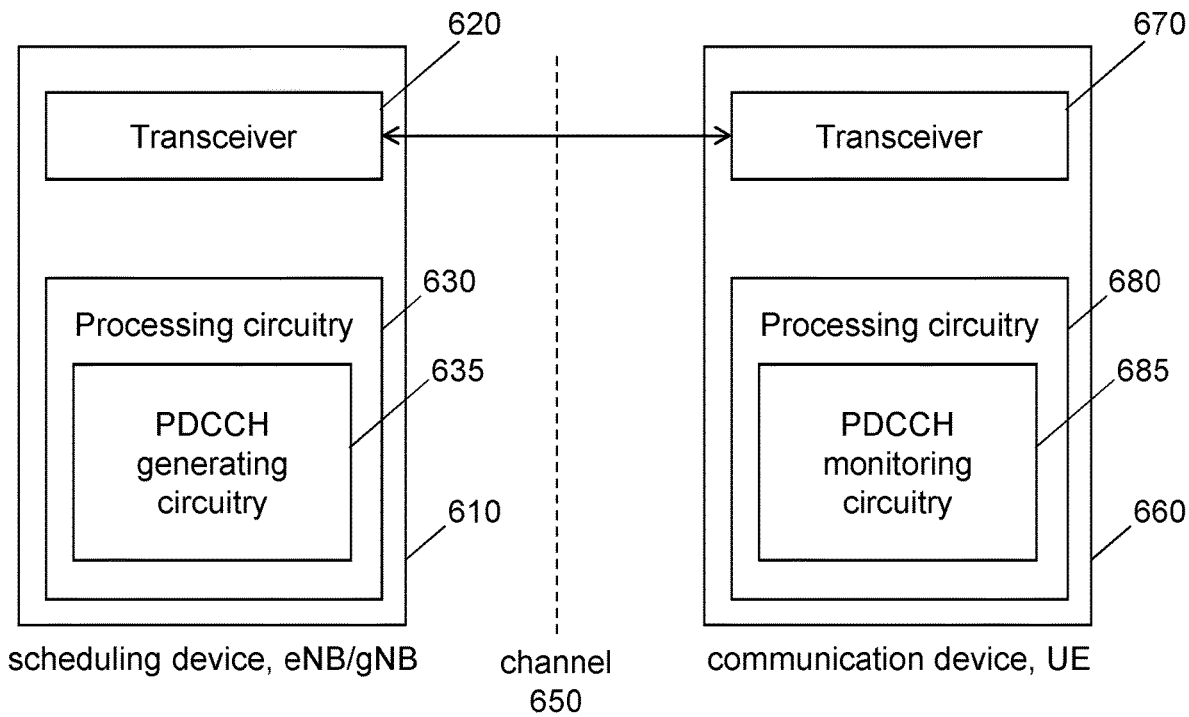 620
670
Transceiver
Transceiver
630
680
Processing circuitry
Processing circuitry
635
685
PDCCH
generating
circuitry
PDCCH
monitoring
circuitry
610
660
scheduling device, eNB/gNB
channel
650
communication device, UE